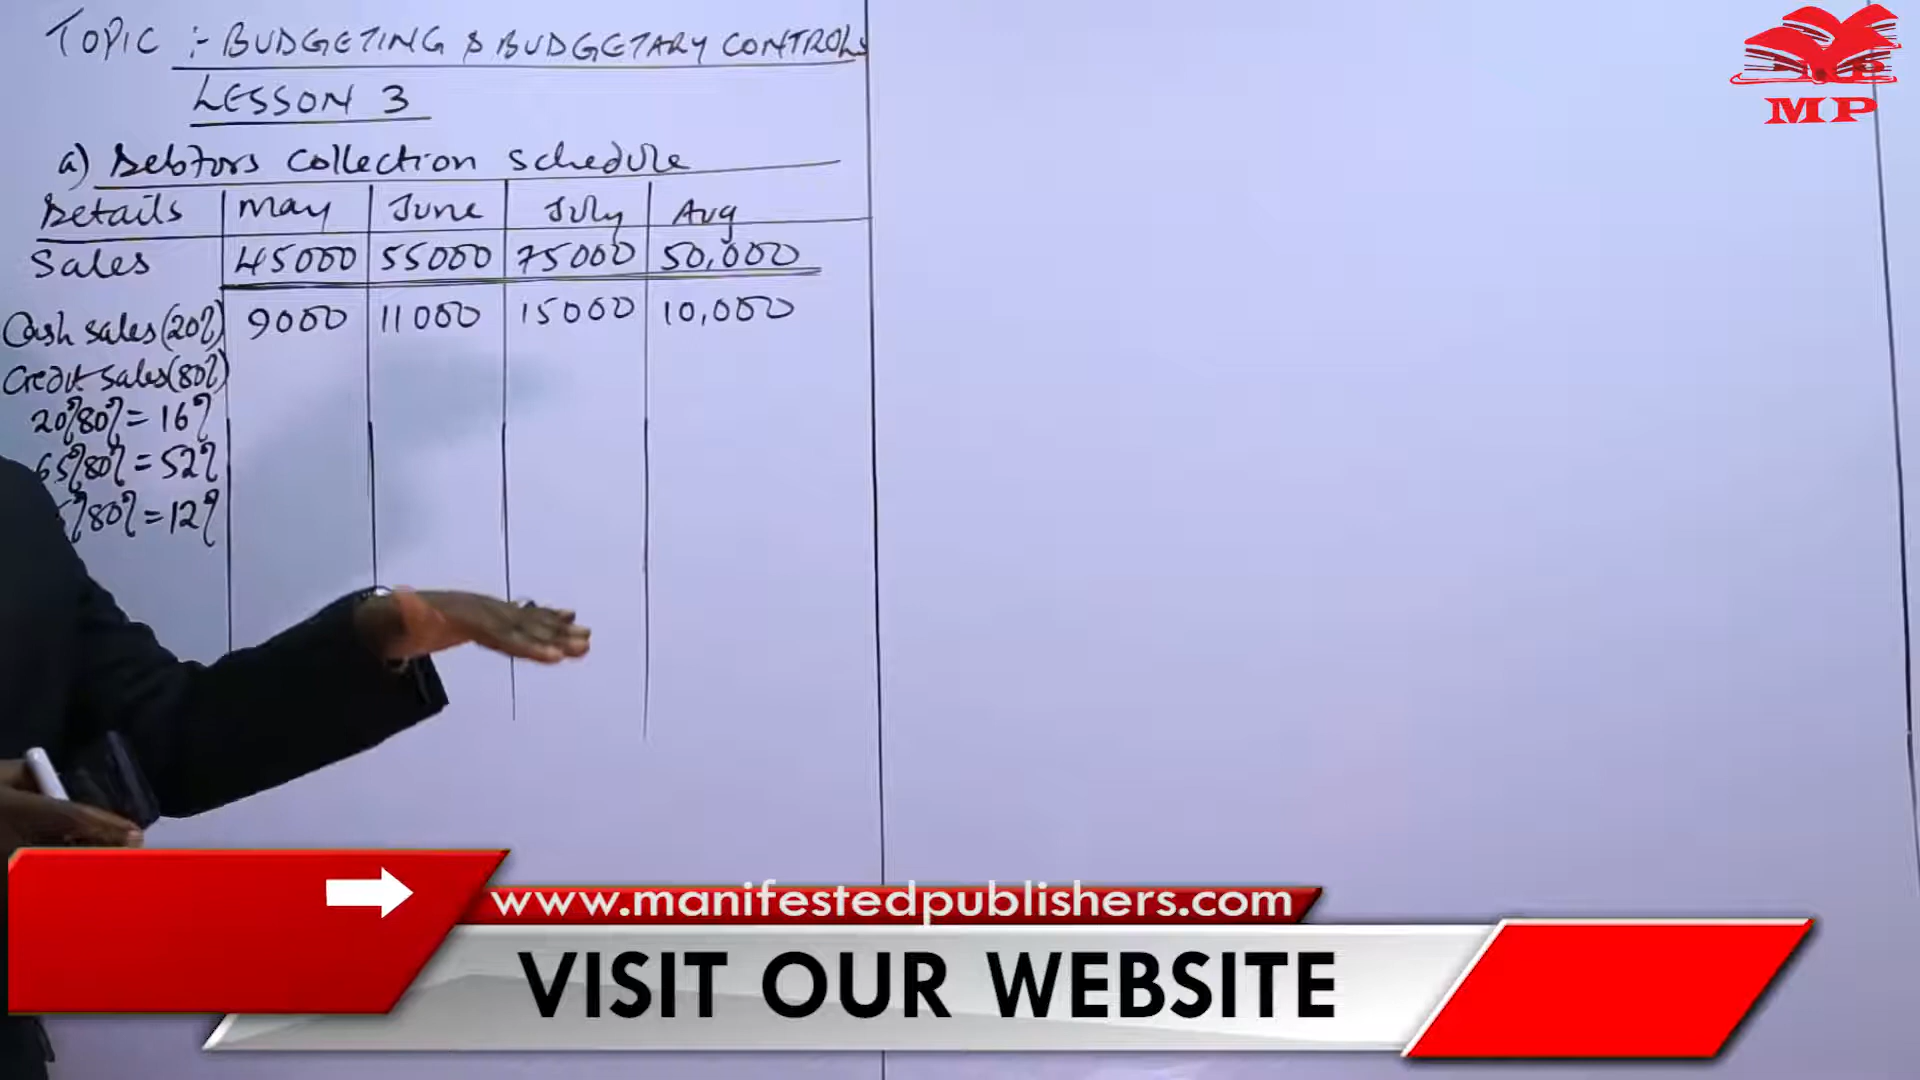 TOPIC :- BUDGETING & BUDGETARY CONTROLS
LESSON 3
a) Debtors collection schedule
Details May June July Aug
Sales 45000 55000 75000 50,000
Cash sales (20%) 9000 11000 15000 10,000
Credit sales (80%)
20% 80% = 16%
65% 80% = 52%
% 80% = 12%
MP
www.manifestedpublishers.com
VISIT OUR WEBSITE